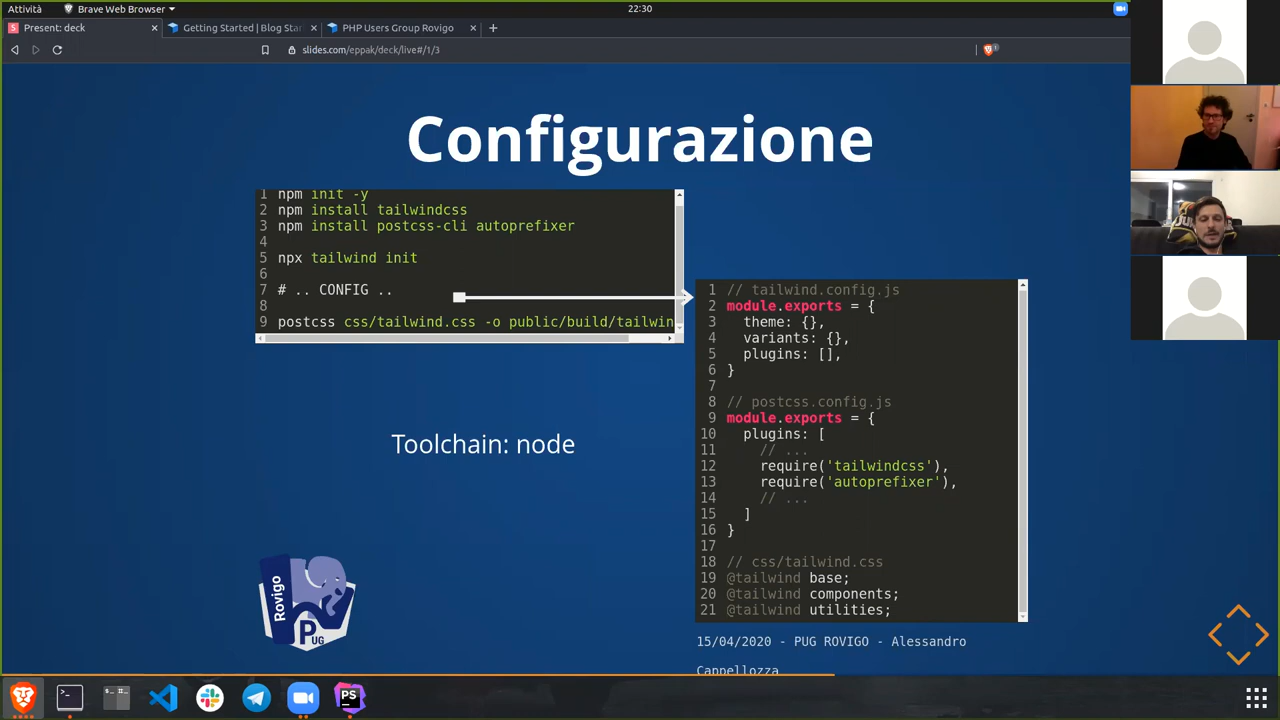 Attività
Brave Web Browser
22:30
Present: deck
Getting Started | Blog Star
PHP Users Group Rovigo
slides.com/eppak/deck/live#/1/3
1
Configurazione
1 npm init -y
2 npm install tailwindcss
3 npm install postcss-cli autoprefixer
4
5 npx tailwind init
6
7 # .. CONFIG ..
8
9 postcss css/tailwind.css -o public/build/tailwin
1 // tailwind.config.js
2 module.exports = {
3 theme: {},
4 variants: {},
5 plugins: [],
6 }
7
8 // postcss.config.js
9 module.exports = {
10 plugins: [
11 // ...
12 require('tailwindcss'),
13 require('autoprefixer'),
14 // ...
15 ]
16 }
17
18 // css/tailwind.css
19 @tailwind base;
20 @tailwind components;
21 @tailwind utilities;
Toolchain: node
Rovigo
PUG
15/04/2020 - PUG ROVIGO - Alessandro
Cappellozza
PS